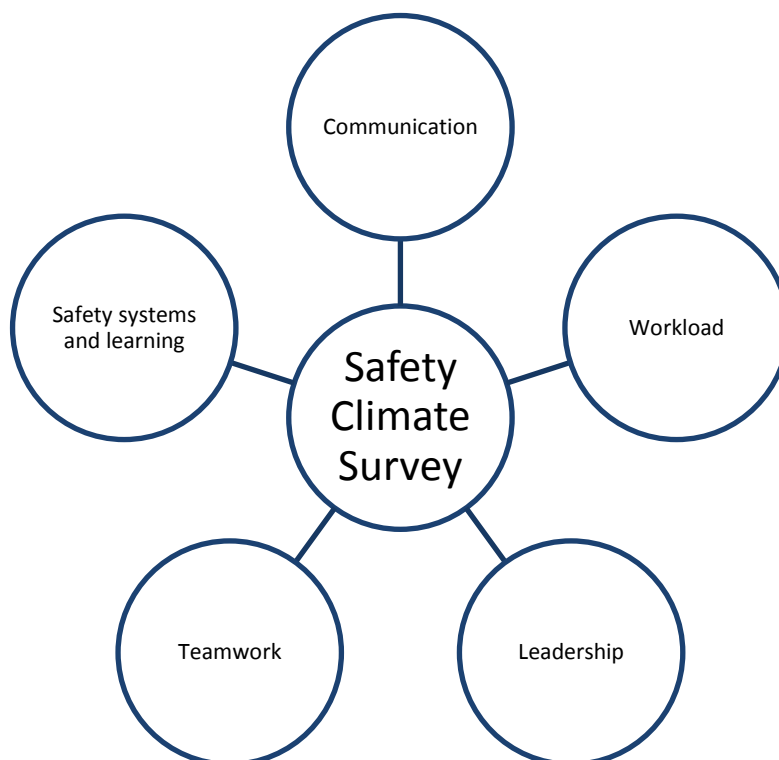 Communication
Safety systems
and learning
Workload
Safety
Climate
Survey
Teamwork
Leadership